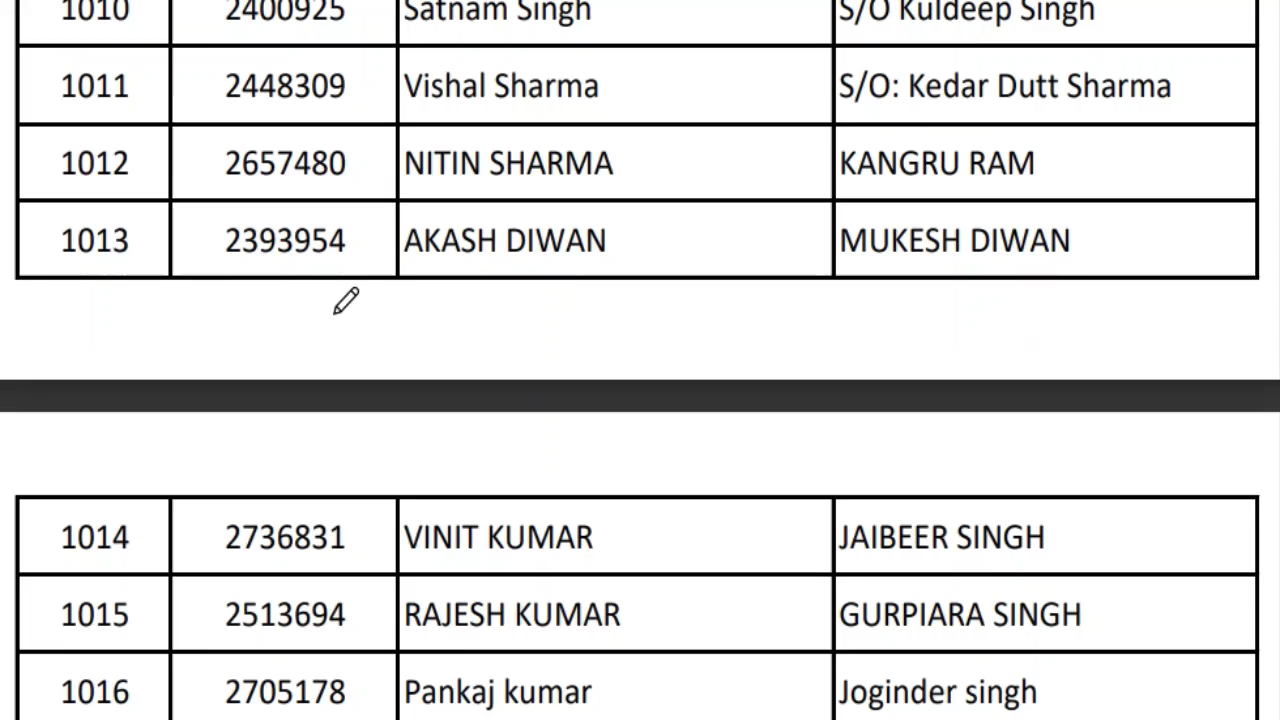 1010 2400925 Satnam Singh S/O Kuldeep Singh
1011 2448309 Vishal Sharma S/O: Kedar Dutt Sharma
1012 2657480 NITIN SHARMA KANGRU RAM
1013 2393954 AKASH DIWAN MUKESH DIWAN
1014 2736831 VINIT KUMAR JAIBEER SINGH
1015 2513694 RAJESH KUMAR GURPIARA SINGH
1016 2705178 Pankaj kumar Joginder singh